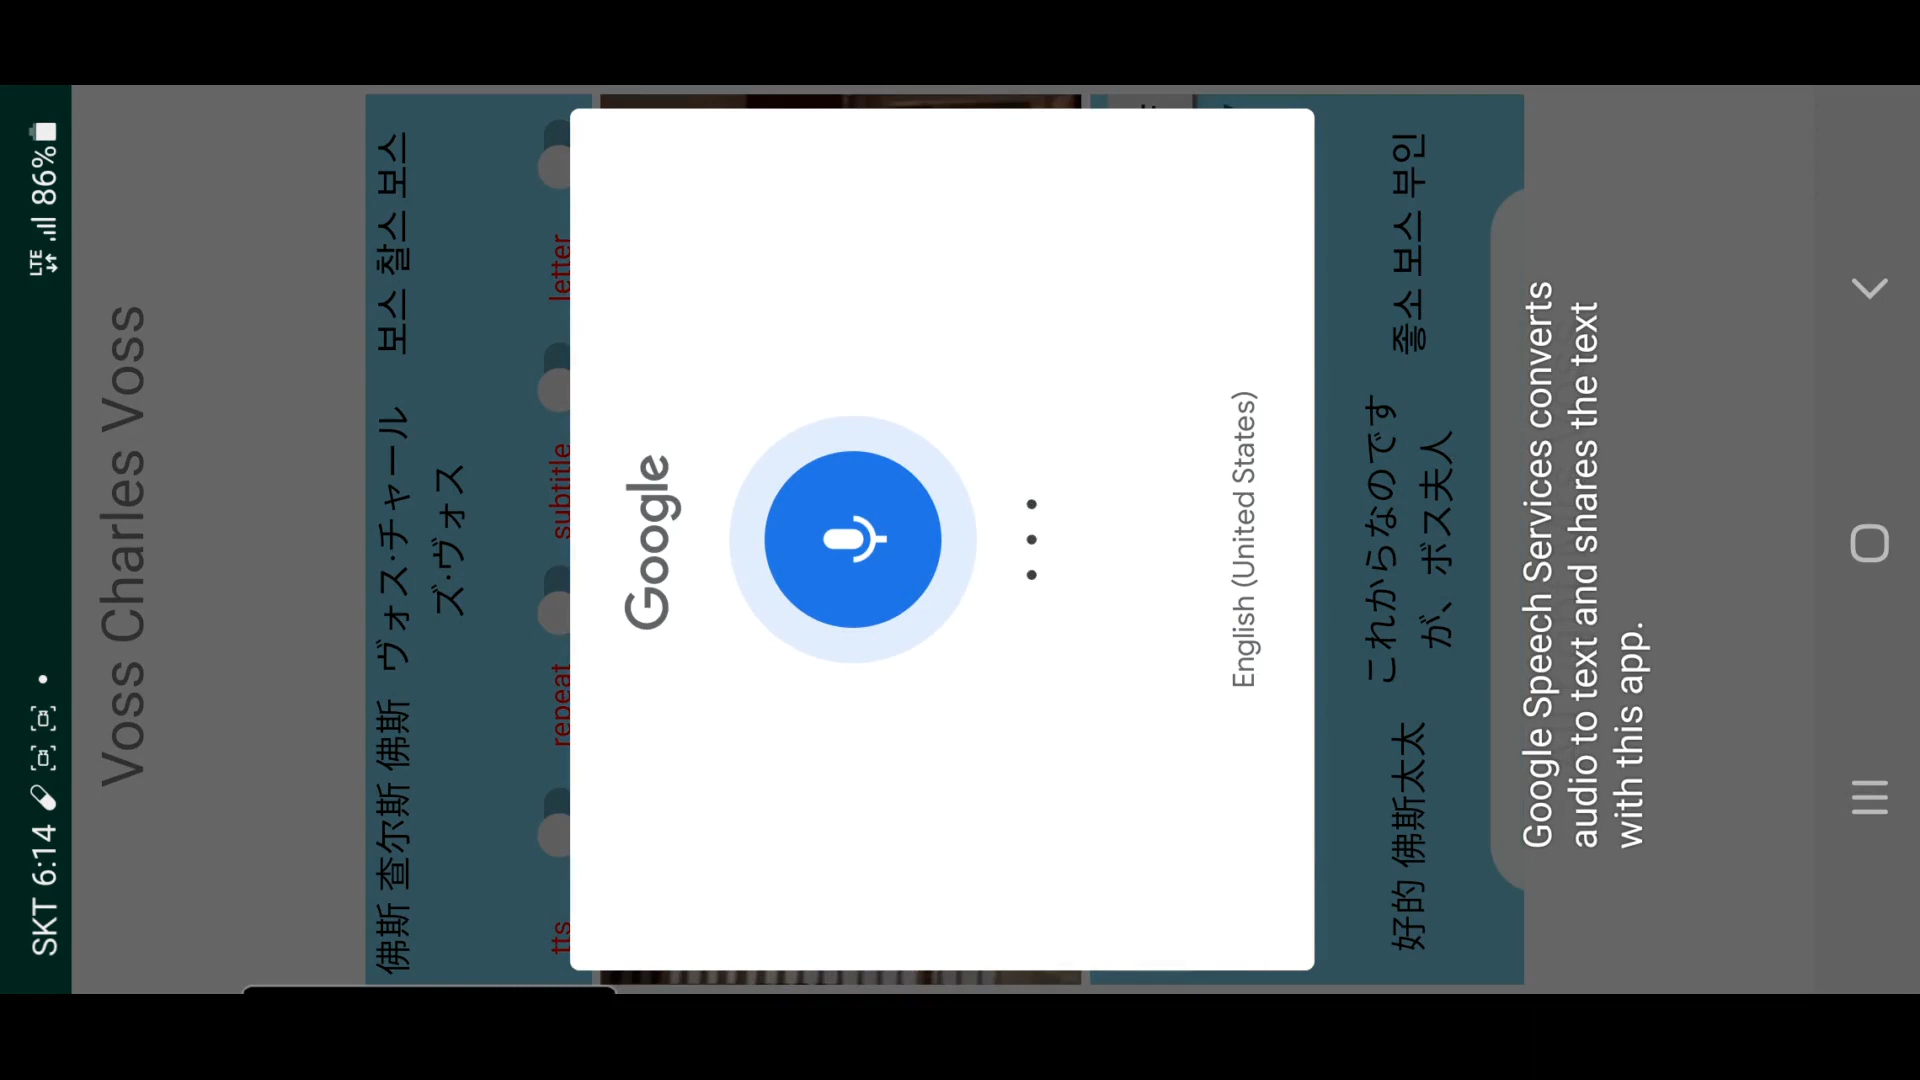 SKT 6:14
LTE 86%
Voss Charles Voss
佛斯 查尔斯 佛斯
ヴォス·チャール
ズ·ヴォス
보스 찰스 보스
tts
repeat
subtitle
letter
Google
English (United States)
好的 佛斯太太
これからなのです
が、ボス夫人
좋소 보스 부인
Google Speech Services converts
audio to text and shares the text
with this app.